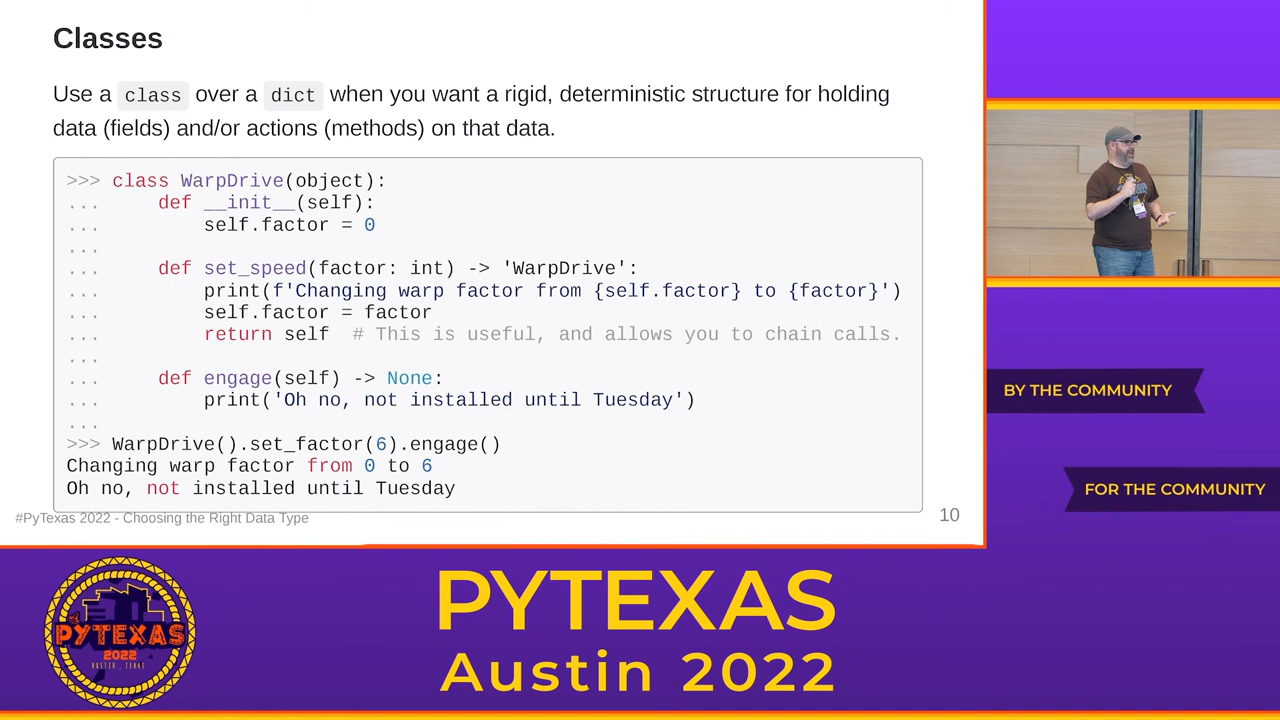 Classes
Use a class over a dict when you want a rigid, deterministic structure for holding
data (fields) and/or actions (methods) on that data.
>>> class WarpDrive(object):
...     def __init__(self):
...         self.factor = 0
...
...     def set_speed(factor: int) -> 'WarpDrive':
...         print(f'Changing warp factor from {self.factor} to {factor}')
...         self.factor = factor
...         return self  # This is useful, and allows you to chain calls.
...
...     def engage(self) -> None:
...         print('Oh no, not installed until Tuesday')
...
>>> WarpDrive().set_factor(6).engage()
Changing warp factor from 0 to 6
Oh no, not installed until Tuesday
#PyTexas 2022 - Choosing the Right Data Type
10
BY THE COMMUNITY
FOR THE COMMUNITY
PYTEXAS
2022
AUSTIN, TEXAS
PYTEXAS
Austin 2022